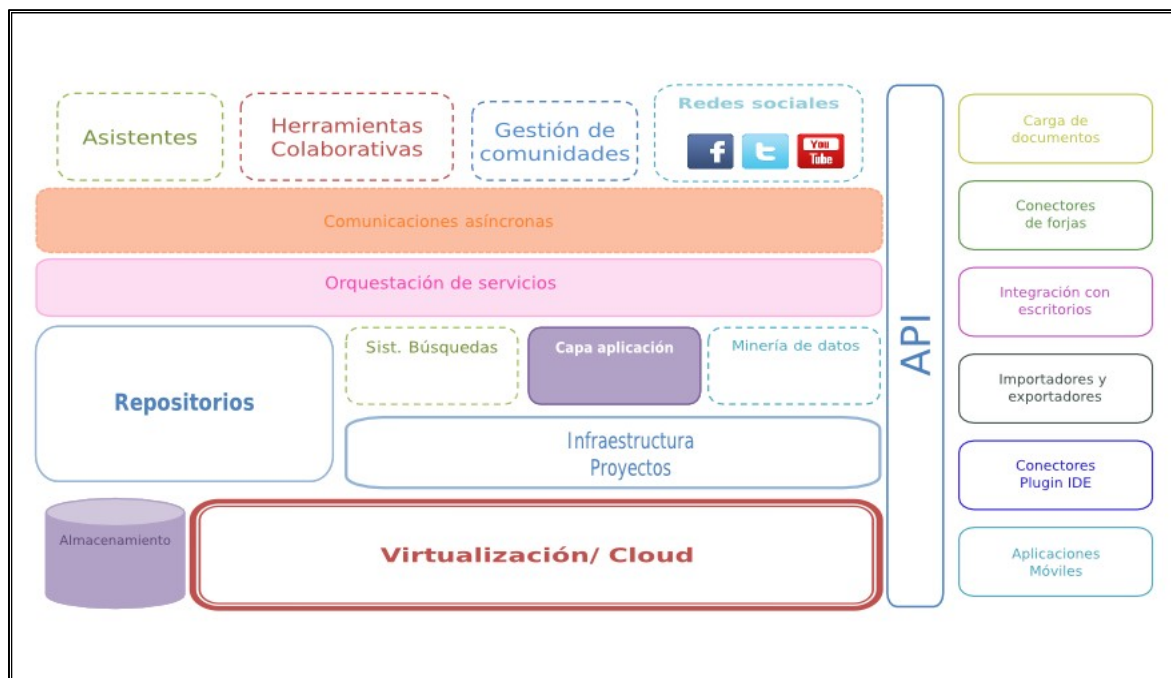 Asistentes
Herramientas
Colaborativas
Gestión de
comunidades
Redes sociales
f
t
You
Tube
Comunicaciones asíncronas
Orquestación de servicios
Repositorios
Sist. Búsquedas
Capa aplicación
Minería de datos
Infraestructura
Proyectos
Almacenamiento
Virtualización/ Cloud
API
Carga de
documentos
Conectores
de forjas
Integración con
escritorios
Importadores y
exportadores
Conectores
Plugin IDE
Aplicaciones
Móviles